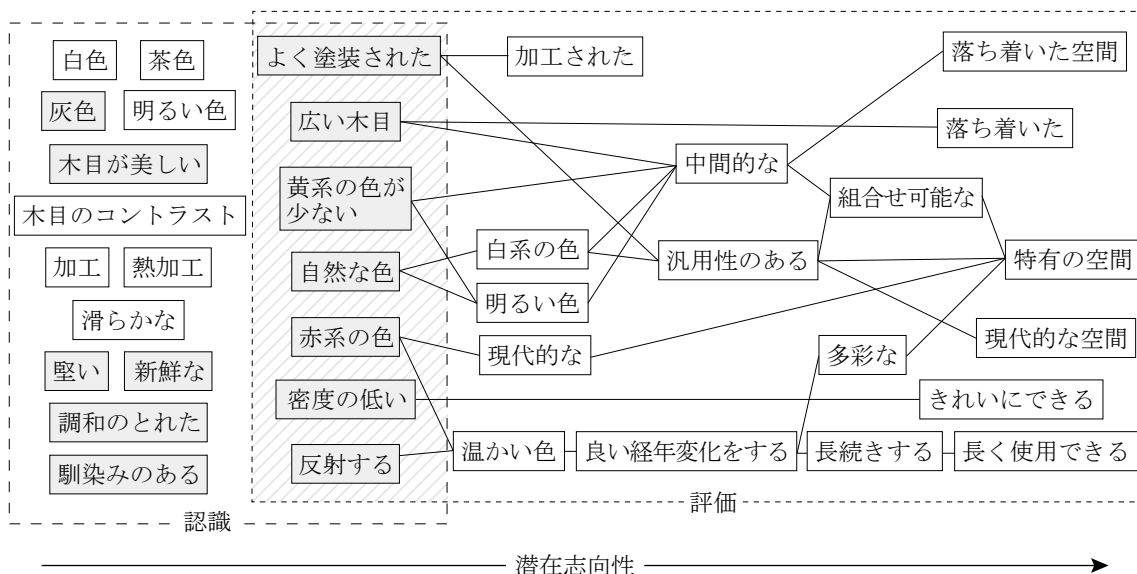 白色
茶色
灰色
明るい色
木目が美しい
木目のコントラスト
加工
熱加工
滑らかな
堅い
新鮮な
調和のとれた
馴染みのある
認識
よく塗装された
広い木目
黄系の色が
少ない
自然な色
赤系の色
密度の低い
反射する
加工された
白系の色
明るい色
現代的な
温かい色
良い経年変化をする
中間的な
汎用性のある
組合せ可能な
多彩な
長続きする
落ち着いた空間
落ち着いた
特有の空間
現代的な空間
きれいにできる
長く使用できる
評価
潜在志向性